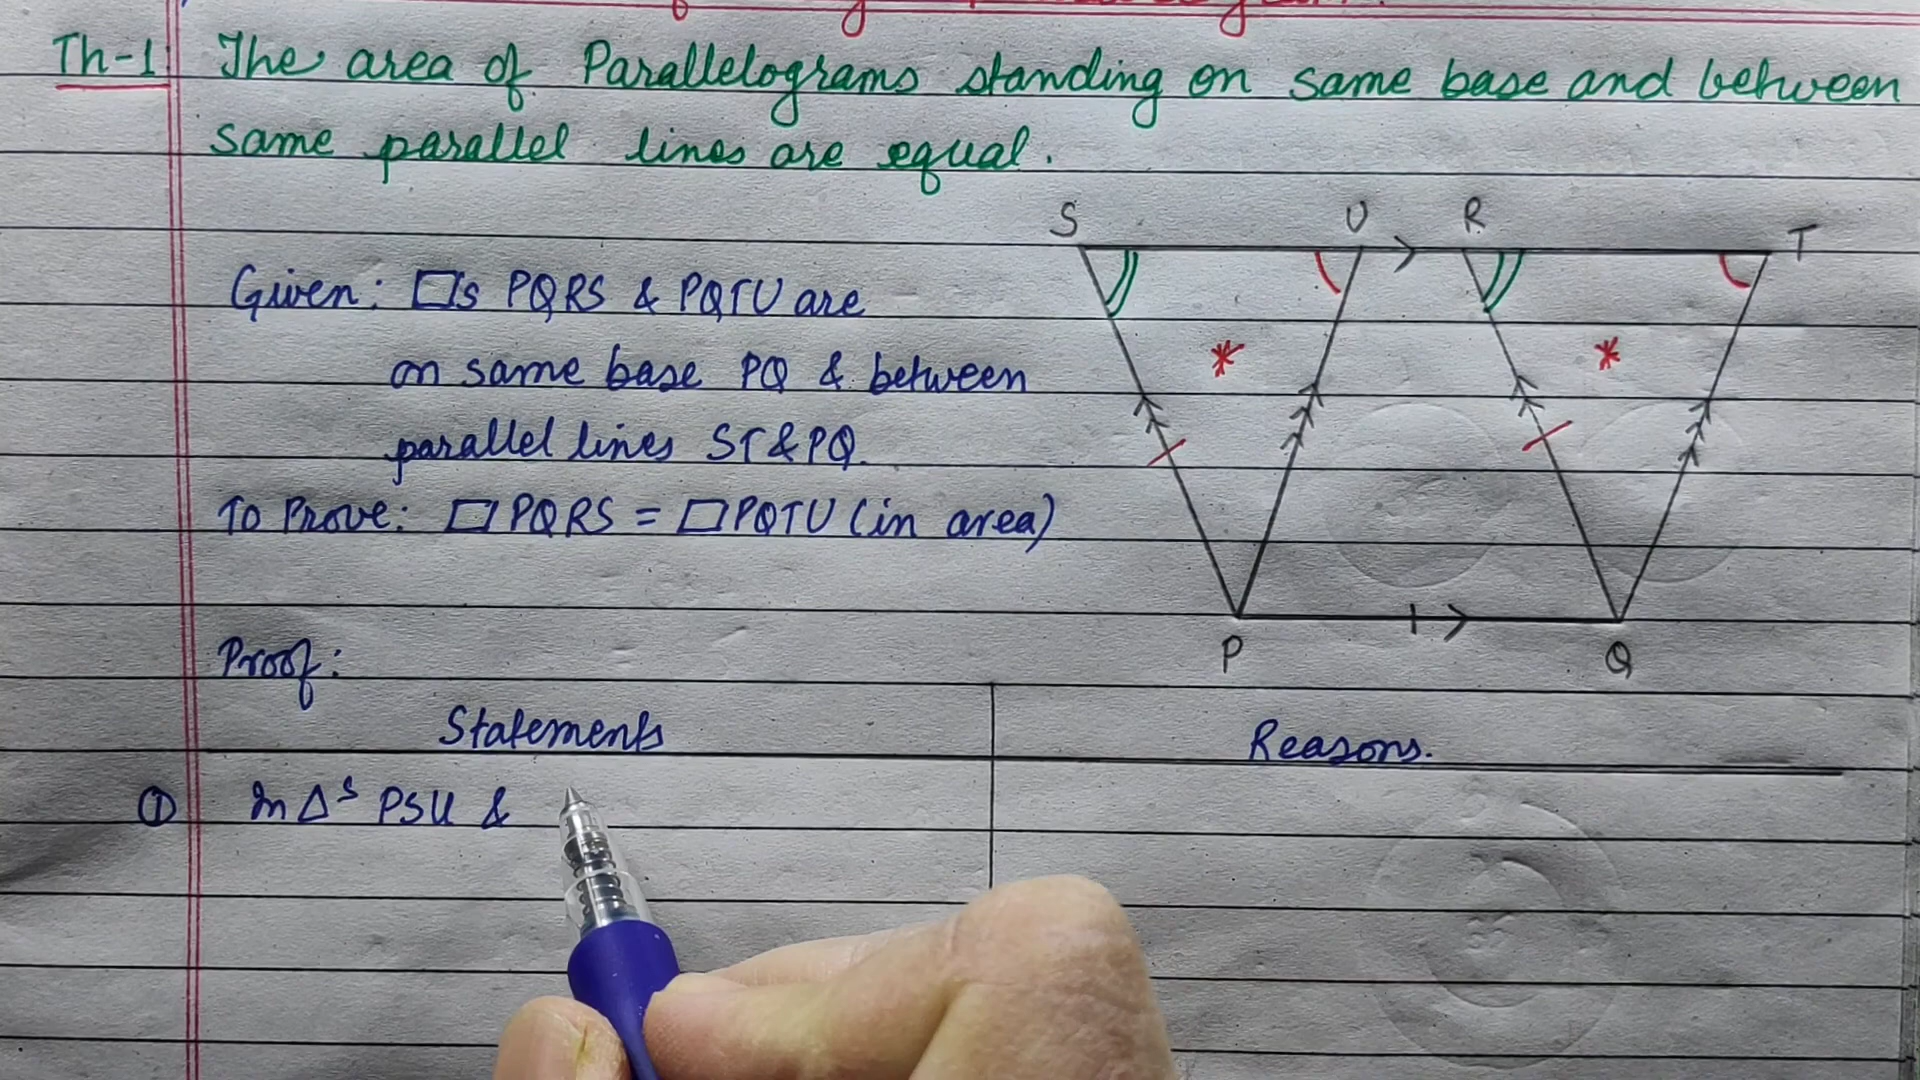 Th-1 The area of Parallelograms standing on same base and between
same parallel lines are equal.
S U R T
Given: ▱s PQRS & PQTU are
on same base PQ & between
parallel lines ST & PQ.
To Prove: ▱PQRS = ▱PQTU (in area)
P Q
Proof:
Statements Reasons.
① In Δˢ PSU &